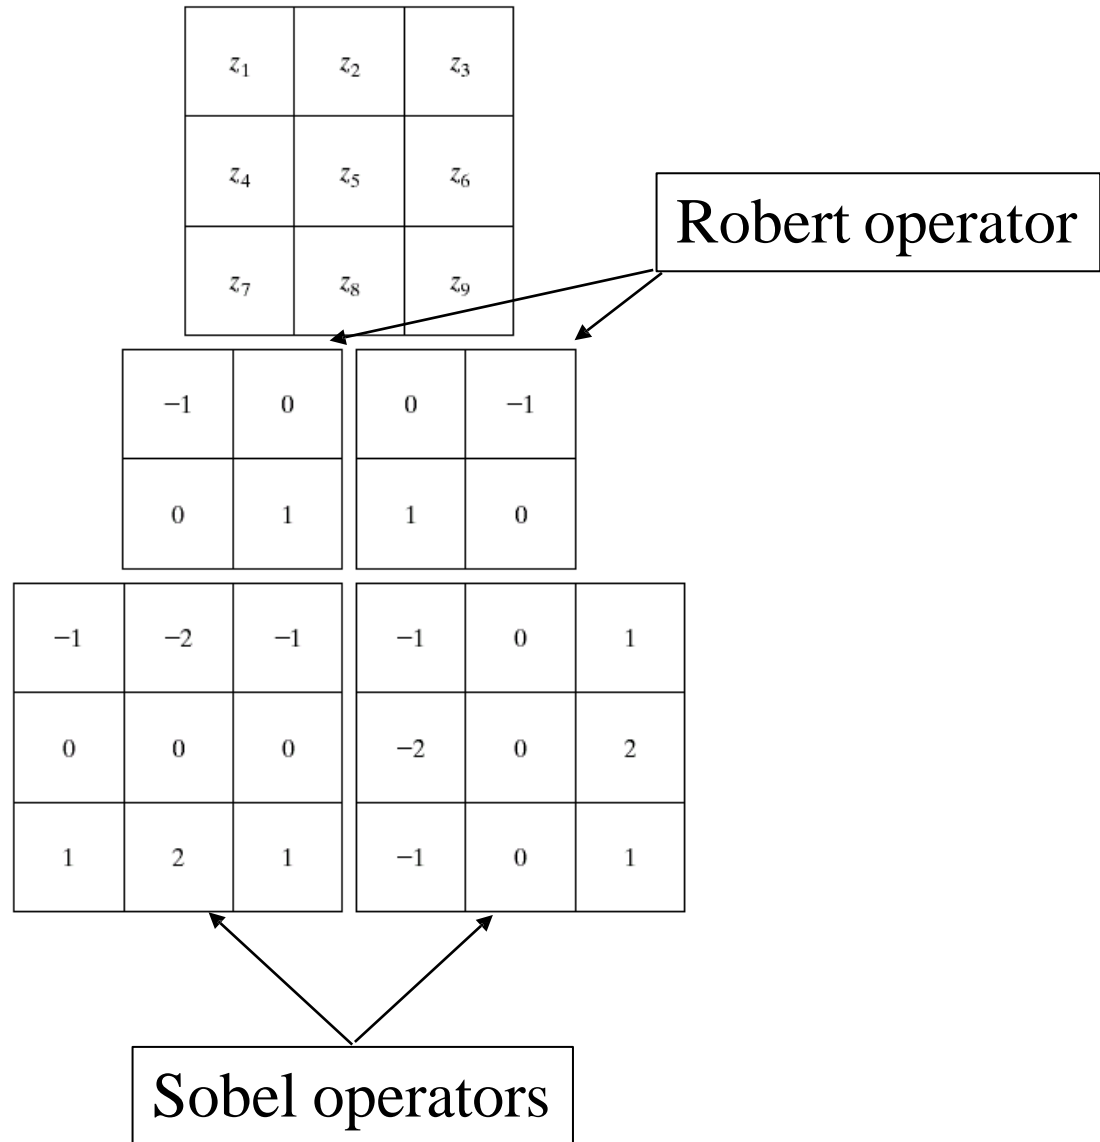 z1 z2 z3
z4 z5 z6
Robert operator
z7 z8 z9
−1 0 0 −1
0 1 1 0
−1 −2 −1 −1 0 1
0 0 0 −2 0 2
1 2 1 −1 0 1
Sobel operators